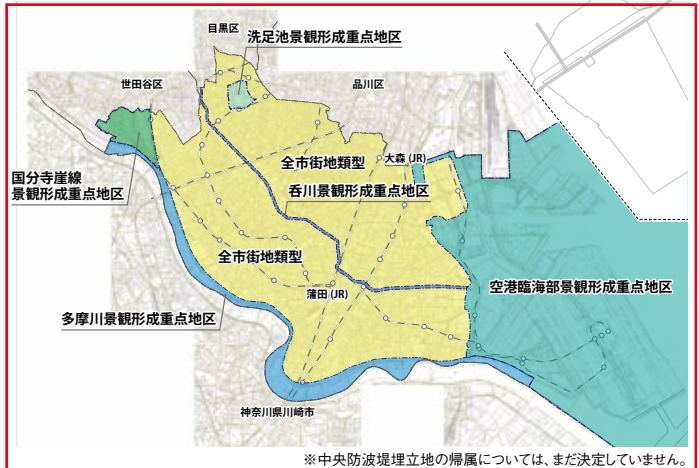 目黒区
洗足池景観形成重点地区
世田谷区
品川区
国分寺崖線
景観形成重点地区
全市街地類型
大森(JR)
呑川景観形成重点地区
全市街地類型
空港臨海部景観形成重点地区
蒲田(JR)
多摩川景観形成重点地区
神奈川県川崎市
※中央防波堤埋立地の帰属については、まだ決定していません。